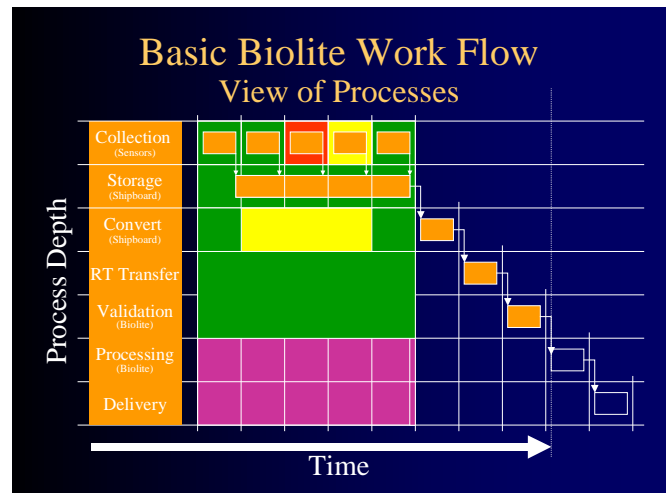 Basic Biolite Work Flow
View of Processes
Process Depth
Collection
(Sensors)
Storage
(Shipboard)
Convert
(Shipboard)
RT Transfer
Validation
(Biolite)
Processing
(Biolite)
Delivery
Time